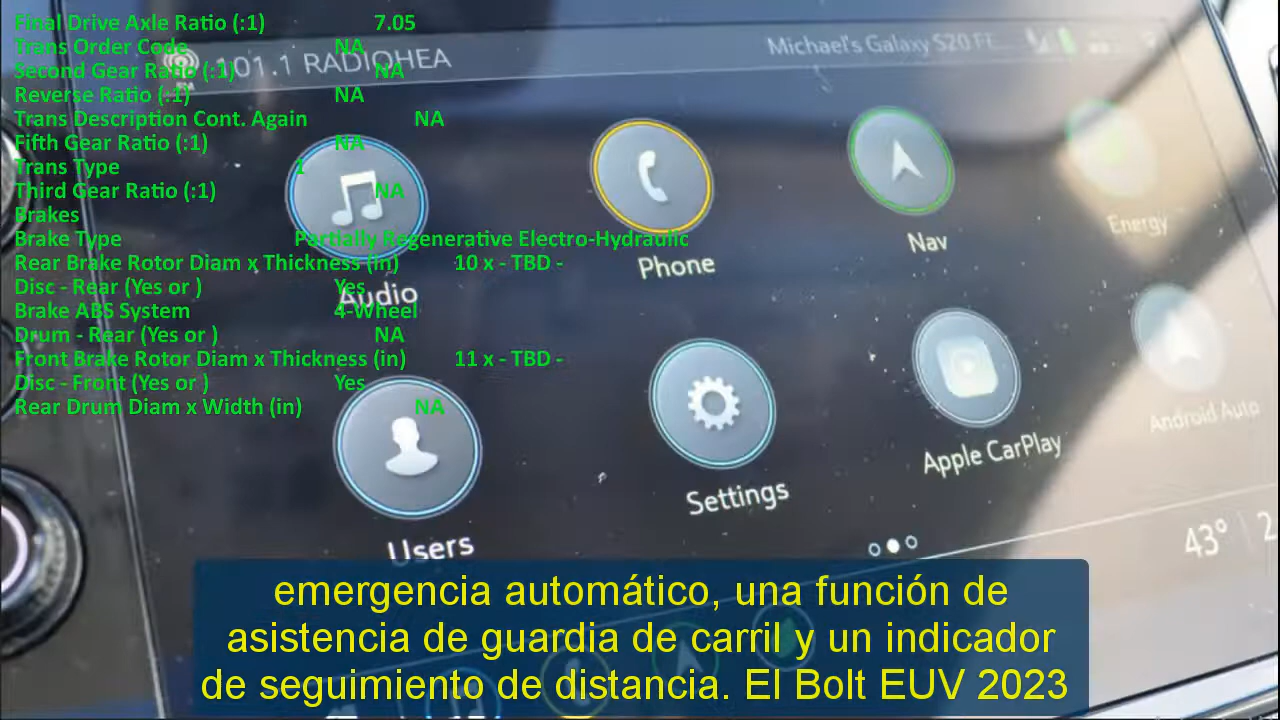 Final Drive Axle Ratio (:1) 7.05
Trans Order Code NA
Second Gear Ratio (:1) NA
Reverse Ratio (:1) NA
Trans Description Cont. Again NA
Fifth Gear Ratio (:1) NA
Trans Type 1
Third Gear Ratio (:1) NA
Brakes
Brake Type Partially Regenerative Electro-Hydraulic
Rear Brake Rotor Diam x Thickness (in) 10 x - TBD -
Disc - Rear (Yes or ) Yes
Brake ABS System 4-Wheel
Drum - Rear (Yes or ) NA
Front Brake Rotor Diam x Thickness (in) 11 x - TBD -
Disc - Front (Yes or ) Yes
Rear Drum Diam x Width (in) NA
101.1 RADIOHEA Michael's Galaxy S20 FE
Audio Phone Nav Energy
Users Settings Apple CarPlay Android Auto
43° 2
emergencia automático, una función de
asistencia de guardia de carril y un indicador
de seguimiento de distancia. El Bolt EUV 2023